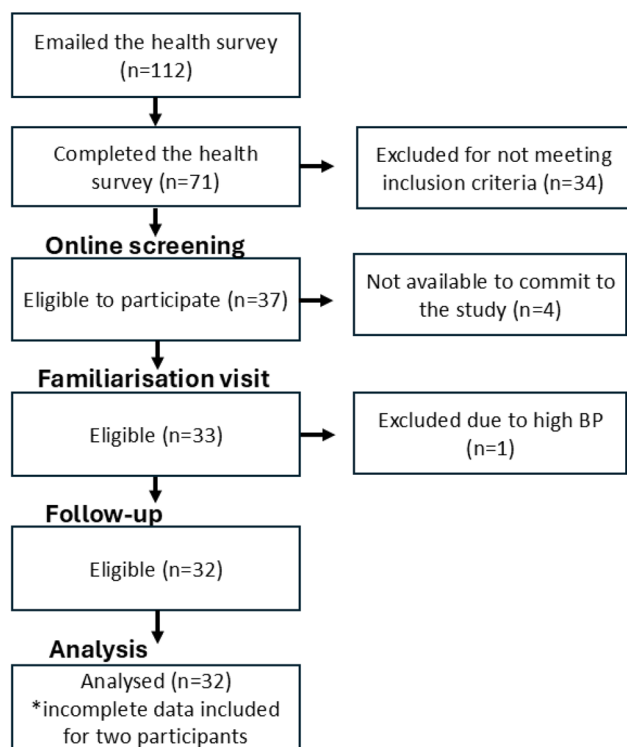 Emailed the health survey
(n=112)
Completed the health
survey (n=71)
Excluded for not meeting
inclusion criteria (n=34)
Online screening
Eligible to participate (n=37)
Not available to commit to
the study (n=4)
Familiarisation visit
Eligible (n=33)
Excluded due to high BP
(n=1)
Follow-up
Eligible (n=32)
Analysis
Analysed (n=32)
*incomplete data included
for two participants